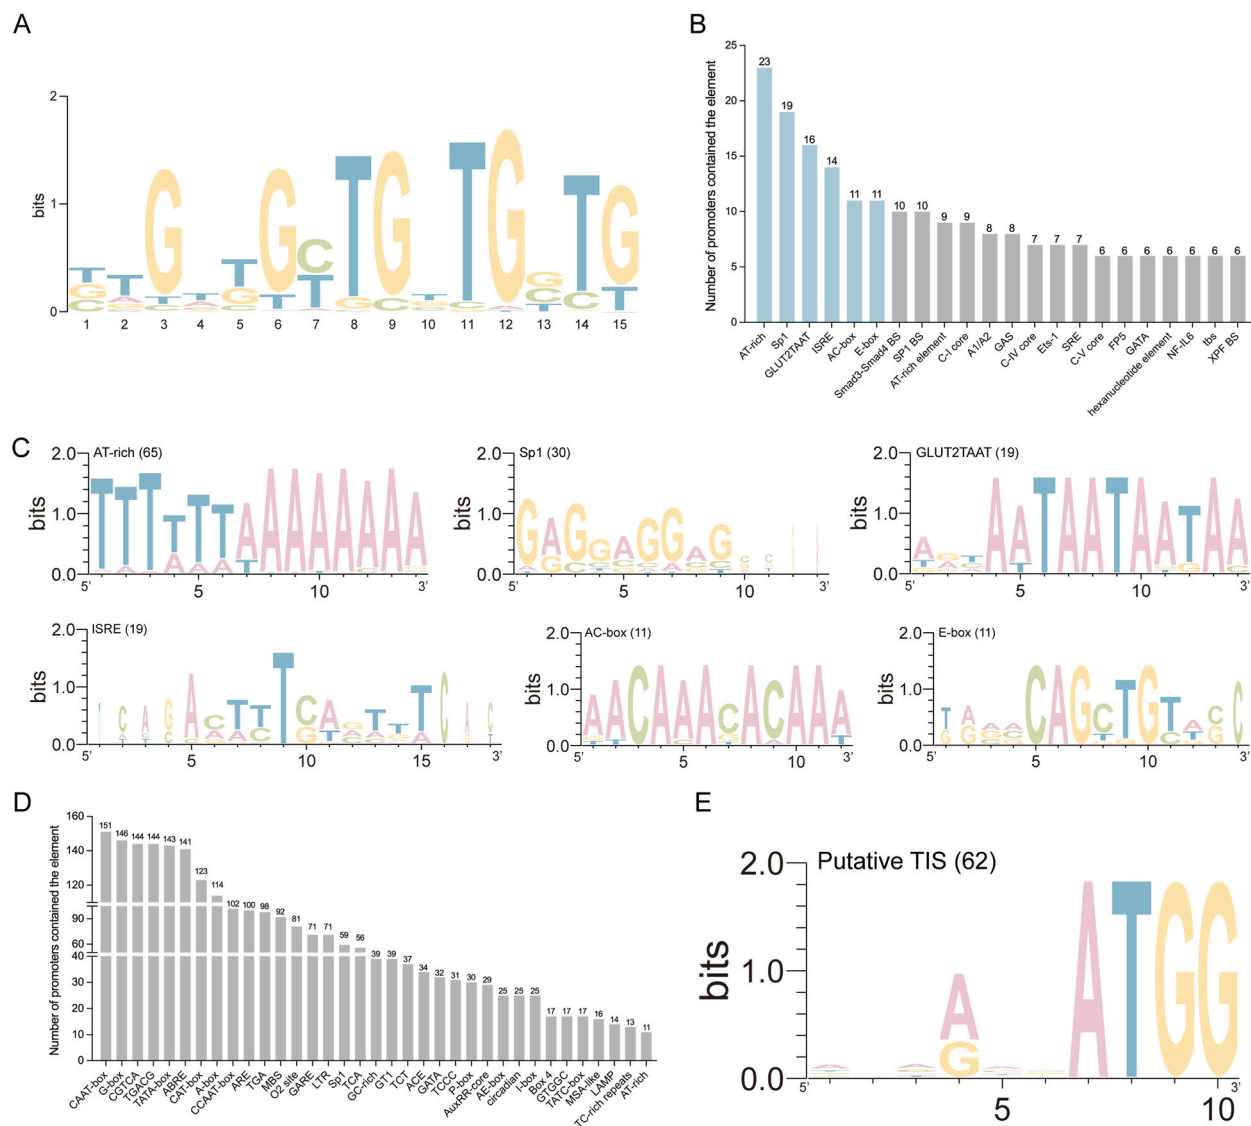 A
bits
2
1
0
1 2 3 4 5 6 7 8 9 10 11 12 13 14 15
B
Number of promoters contained the element
25
20
15
10
5
0
23 19 16 14 11 11 10 10 9 9 8 8 7 7 7 6 6 6 6 6 6 6
AT-rich
Sp1
GLUT2TAAT
ISRE
AC-box
E-box
Smad3-Smad4 BS
SP1 BS
AT-rich element
C-I core
A1/A2
GAS
C-IV core
Ets-1
SRE
C-V core
FP5
GATA
hexanucleotide element
NF-IL6
tbs
XPF BS
C
AT-rich (65)
bits
2.0
1.0
0.0
5' 5 10 3'
Sp1 (30)
bits
2.0
1.0
0.0
5' 5 10 3'
GLUT2TAAT (19)
bits
2.0
1.0
0.0
5' 5 10 3'
ISRE (19)
bits
2.0
1.0
0.0
5' 5 10 15 3'
AC-box (11)
bits
2.0
1.0
0.0
5' 5 10 3'
E-box (11)
bits
2.0
1.0
0.0
5' 5 10 3'
D
Number of promoters contained the element
160
140
120
100
90
60
40
30
20
10
0
151 146 144 144 143 141 123 114 102 100 98 92 81 71 71 59 56 39 39 37 34 32 31 30 29 25 25 25 17 17 17 16 14 13 11
CAAT-box
G-box
CGTCA
TGACG
TATA-box
ABRE
CAT-box
A-box
CCAAT-box
ARE
TGA
MBS
O2 site
GARE
LTR
Sp1
TCA
GC-rich
GT1
TCT
ACE
GATA
TCCC
P-box
AuxRR-core
AE-box
circadian
I-box
Box 4
GTGGC
TATC-box
MSA-like
LAMP
TC-rich repeats
AT-rich
E
Putative TIS (62)
bits
2.0
1.0
0.0
5' 5 10 3'
ATGG